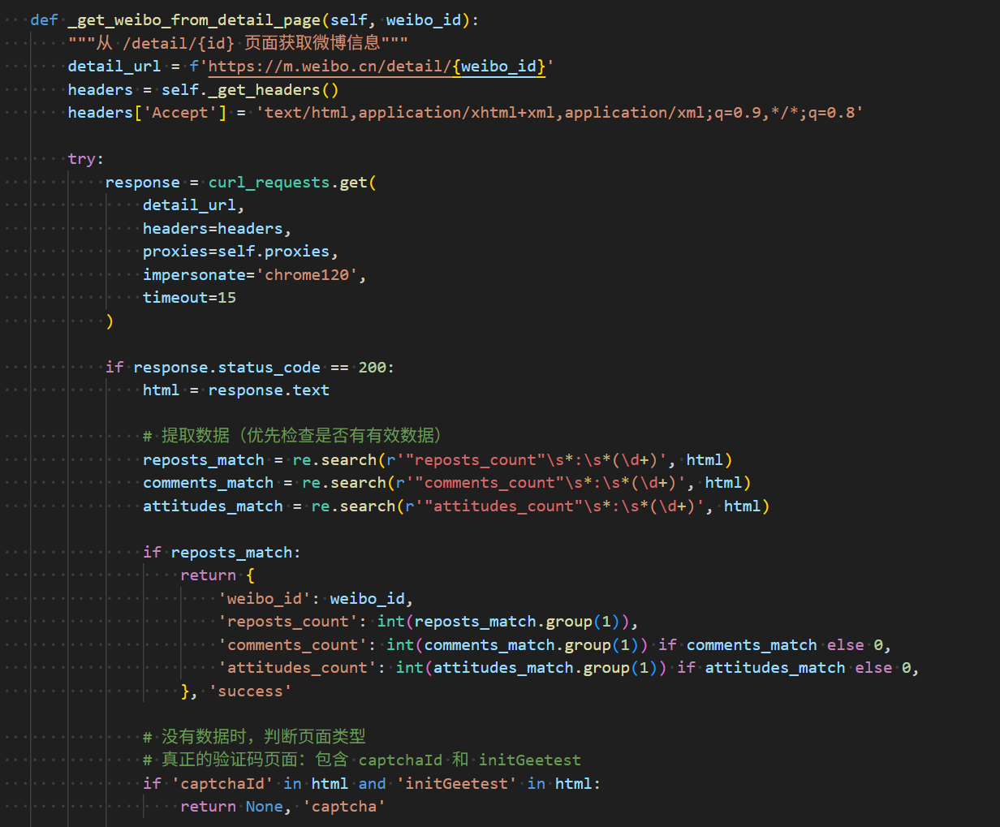 def _get_weibo_from_detail_page(self, weibo_id):
"""从 /detail/{id} 页面获取微博信息"""
detail_url = f'https://m.weibo.cn/detail/{weibo_id}'
headers = self._get_headers()
headers['Accept'] = 'text/html,application/xhtml+xml,application/xml;q=0.9,*/*;q=0.8'
try:
response = curl_requests.get(
detail_url,
headers=headers,
proxies=self.proxies,
impersonate='chrome120',
timeout=15
)
if response.status_code == 200:
html = response.text
# 提取数据（优先检查是否有有效数据）
reposts_match = re.search(r'"reposts_count"\s*:\s*(\d+)', html)
comments_match = re.search(r'"comments_count"\s*:\s*(\d+)', html)
attitudes_match = re.search(r'"attitudes_count"\s*:\s*(\d+)', html)
if reposts_match:
return {
'weibo_id': weibo_id,
'reposts_count': int(reposts_match.group(1)),
'comments_count': int(comments_match.group(1)) if comments_match else 0,
'attitudes_count': int(attitudes_match.group(1)) if attitudes_match else 0,
}, 'success'
# 没有数据时，判断页面类型
# 真正的验证码页面：包含 captchaId 和 initGeetest
if 'captchaId' in html and 'initGeetest' in html:
return None, 'captcha'